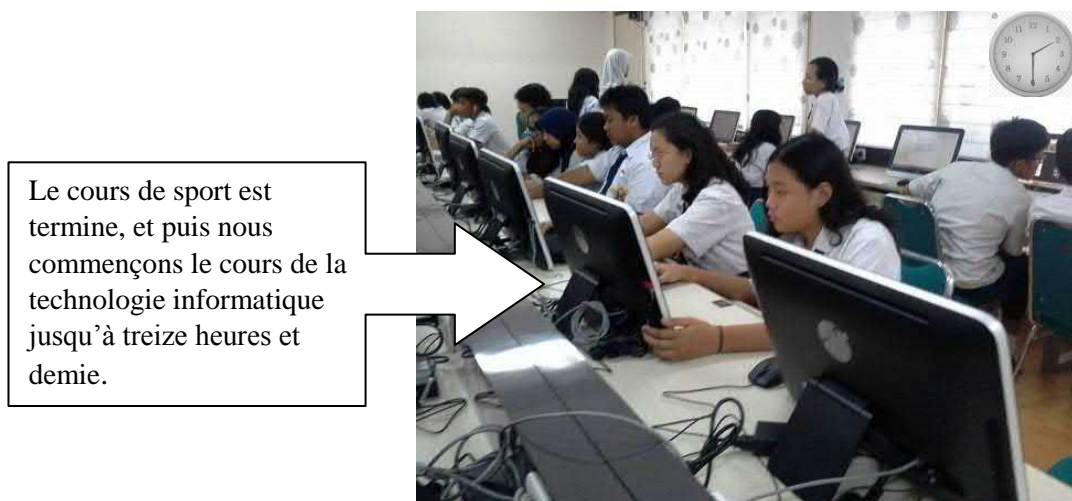 Le cours de sport est
termine, et puis nous
commençons le cours de la
technologie informatique
jusqu’à treize heures et
demie.